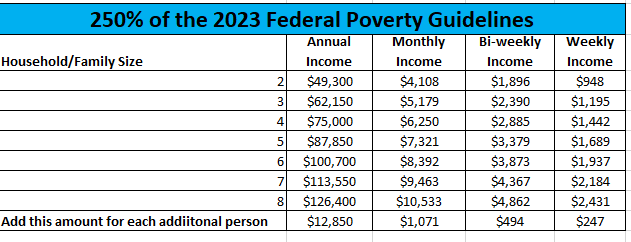 250% of the 2023 Federal Poverty Guidelines
Household/Family Size Annual Income Monthly Income Bi-weekly Income Weekly Income
2 $49,300 $4,108 $1,896 $948
3 $62,150 $5,179 $2,390 $1,195
4 $75,000 $6,250 $2,885 $1,442
5 $87,850 $7,321 $3,379 $1,689
6 $100,700 $8,392 $3,873 $1,937
7 $113,550 $9,463 $4,367 $2,184
8 $126,400 $10,533 $4,862 $2,431
Add this amount for each addiitonal person $12,850 $1,071 $494 $247